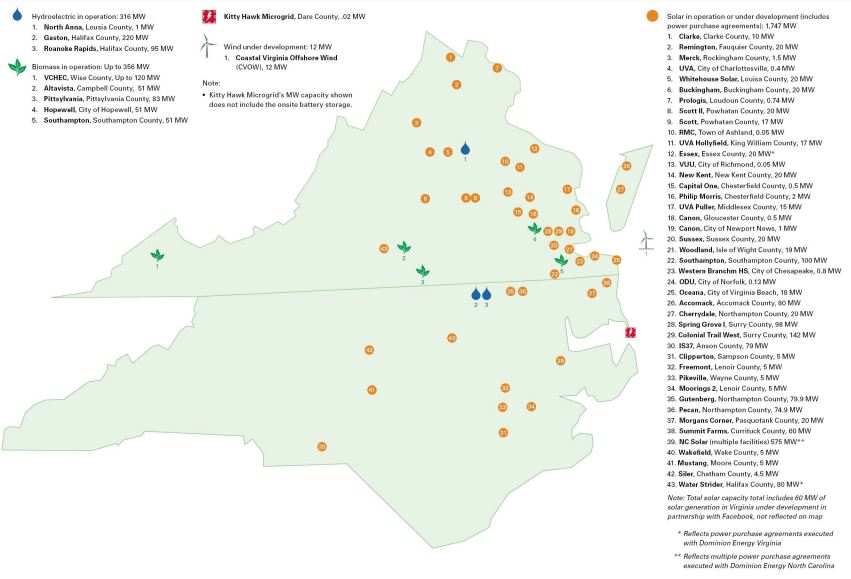 Hydroelectric in operation: 316 MW
1. North Anna, Lousia County, 1 MW
2. Gaston, Halifax County, 220 MW
3. Roanoke Rapids, Halifax County, 95 MW
Biomass in operation: Up to 356 MW
1. VCHEC, Wise County, Up to 120 MW
2. Altavista, Campbell County, 51 MW
3. Pittsylvania, Pittsylvania County, 83 MW
4. Hopewell, City of Hopewell, 51 MW
5. Southampton, Southampton County, 51 MW
Kitty Hawk Microgrid, Dare County, .02 MW
Wind under development: 12 MW
1. Coastal Virginia Offshore Wind
(CVOW), 12 MW
Note:
• Kitty Hawk Microgrid's MW capacity shown
does not include the onsite battery storage.
Solar in operation or under development (includes
power purchase agreements): 1,747 MW
1. Clarke, Clarke County, 10 MW
2. Remington, Fauquier County, 20 MW
3. Merck, Rockingham County, 1.5 MW
4. UVA, City of Charlottesville, 0.4 MW
5. Whitehouse Solar, Louisa County, 20 MW
6. Buckingham, Buckingham County, 20 MW
7. Prologis, Loudoun County, 0.74 MW
8. Scott II, Powhatan County, 20 MW
9. Scott, Powhatan County, 17 MW
10. RMC, Town of Ashland, 0.05 MW
11. UVA Hollyfield, King William County, 17 MW
12. Essex, Essex County, 20 MW*
13. VUU, City of Richmond, 0.05 MW
14. New Kent, New Kent County, 20 MW
15. Capital One, Chesterfield County, 0.5 MW
16. Philip Morris, Chesterfield County, 2 MW
17. UVA Puller, Middlesex County, 15 MW
18. Canon, Gloucester County, 0.5 MW
19. Canon, City of Newport News, 1 MW
20. Sussex, Sussex County, 20 MW
21. Woodland, Isle of Wight County, 19 MW
22. Southampton, Southampton County, 100 MW
23. Western Branchm HS, City of Chesapeake, 0.8 MW
24. ODU, City of Norfolk, 0.13 MW
25. Oceana, City of Virginia Beach, 18 MW
26. Accomack, Accomack County, 80 MW
27. Cherrydale, Northampton County, 20 MW
28. Spring Grove I, Surry County, 98 MW
29. Colonial Trail West, Surry County, 142 MW
30. IS37, Anson County, 79 MW
31. Clipperton, Sampson County, 5 MW
32. Freemont, Lenoir County, 5 MW
33. Pikeville, Wayne County, 5 MW
34. Moorings 2, Lenoir County, 5 MW
35. Gutenberg, Northampton County, 79.9 MW
36. Pecan, Northampton County, 74.9 MW
37. Morgans Corner, Pasquotank County, 20 MW
38. Summit Farms, Currituck County, 60 MW
39. NC Solar (multiple facilities) 575 MW**
40. Wakefield, Wake County, 5 MW
41. Mustang, Moore County, 5 MW
42. Siler, Chatham County, 4.5 MW
43. Water Strider, Halifax County, 80 MW*
Note: Total solar capacity total includes 60 MW of
solar generation in Virginia under development in
partnership with Facebook, not reflected on map
* Reflects power purchase agreements executed
with Dominion Energy Virginia
** Reflects multiple power purchase agreements
executed with Dominion Energy North Carolina